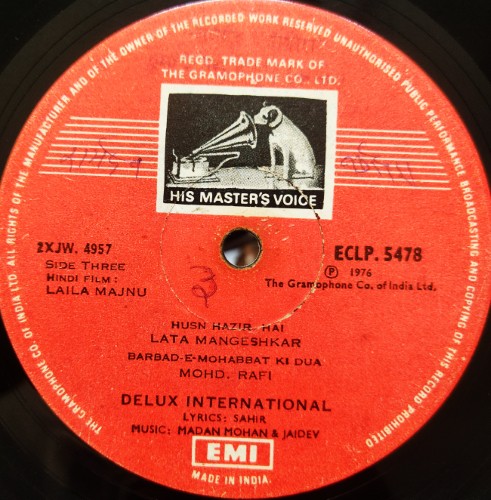 ALL RIGHTS OF THE MANUFACTURER AND OF THE OWNER OF THE RECORDED WORK RESERVED UNAUTHORISED PUBLIC PERFORMANCE BROADCASTING AND COPYING OF THIS RECORD PROHIBITED
REGD. TRADE MARK OF
THE GRAMOPHONE CO. LTD.
HIS MASTER'S VOICE
2XJW. 4957
ECLP. 5478
SIDE THREE
HINDI FILM :
LAILA MAJNU
3
℗ 1976
The Gramophone Co. of India Ltd.
HUSN HAZIR HAI
LATA MANGESHKAR
BARBAD-E-MOHABBAT KI DUA
MOHD. RAFI
DELUX INTERNATIONAL
LYRICS: SAHIR
MUSIC: MADAN MOHAN & JAIDEV
EMI
MADE IN INDIA.
THE GRAMOPHONE CO. OF INDIA LTD.